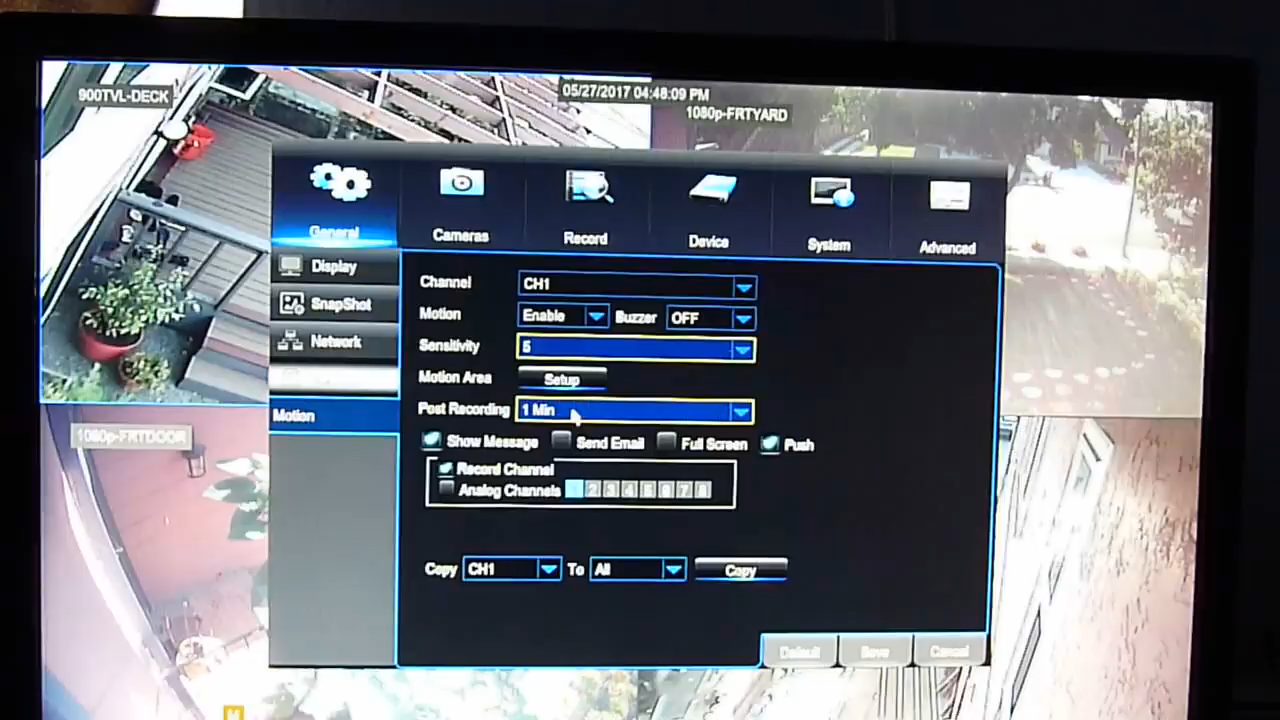 900TVL-DECK
05/27/2017 04:48:09 PM
1080p-FRTYARD
General
Cameras
Record
Device
System
Advanced
Display
SnapShot
Network
Motion
Channel CH1
Motion Enable Buzzer OFF
Sensitivity 5
Motion Area Setup
Post Recording 1 Min
Show Message Send Email Full Screen Push
Record Channel
Analog Channels 1 2 3 4 5 6 7 8
Copy CH1 To All Copy
Default Save Cancel
1080p-FRTDOOR
M